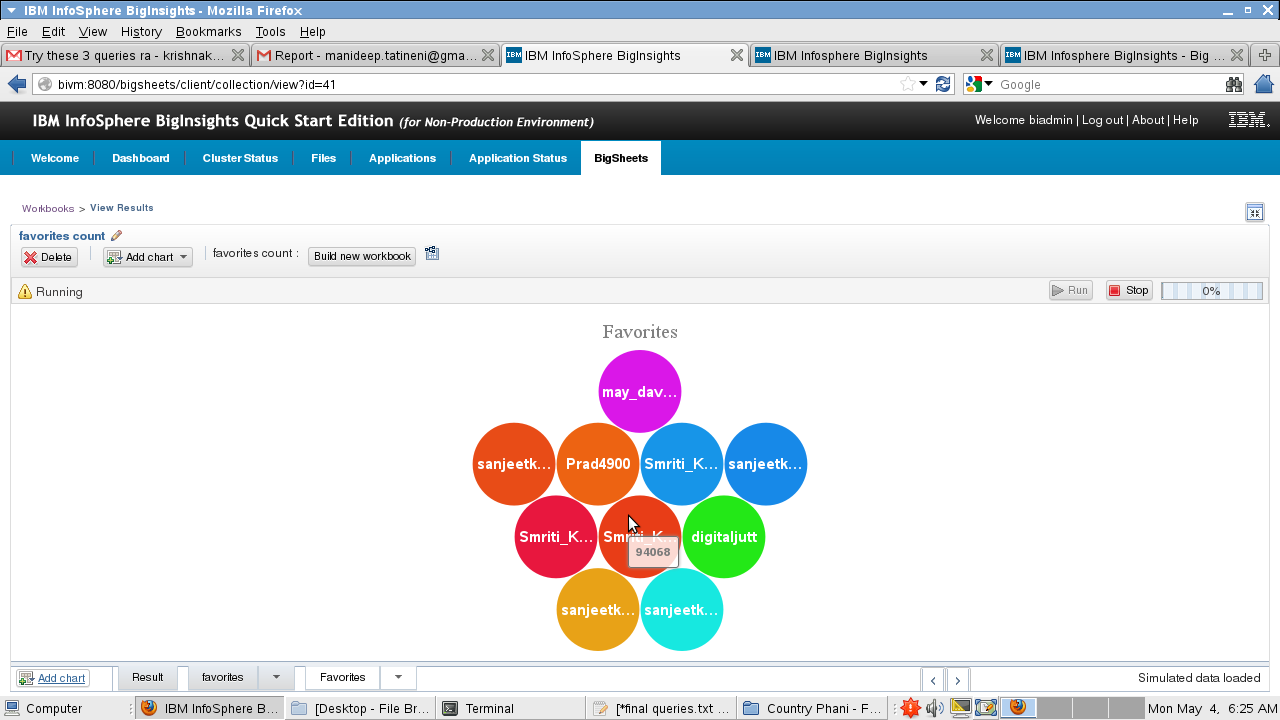 IBM InfoSphere BigInsights - Mozilla Firefox
File Edit View History Bookmarks Tools Help
Try these 3 queries ra - krishnak... Report - manideep.tatineni@gma... IBM InfoSphere BigInsights IBM Infosphere BigInsights IBM Infosphere BigInsights - Big ...
bivm:8080/bigsheets/client/collection/view?id=41 Google
IBM InfoSphere BigInsights Quick Start Edition (for Non-Production Environment) Welcome biadmin | Log out | About | Help IBM.
Welcome Dashboard Cluster Status Files Applications Application Status BigSheets
Workbooks > View Results
favorites count
Delete Add chart favorites count : Build new workbook
Running Run Stop 0%
Favorites
may_dav...
sanjeetk... Prad4900 Smriti_K... sanjeetk...
Smriti_K... Smriti_K... digitaljutt
94068
sanjeetk... sanjeetk...
Add chart Result favorites Favorites < > Simulated data loaded
Computer IBM InfoSphere B... [Desktop - File Br... Terminal [*final queries.txt ... Country Phani - F... Mon May 4, 6:25 AM